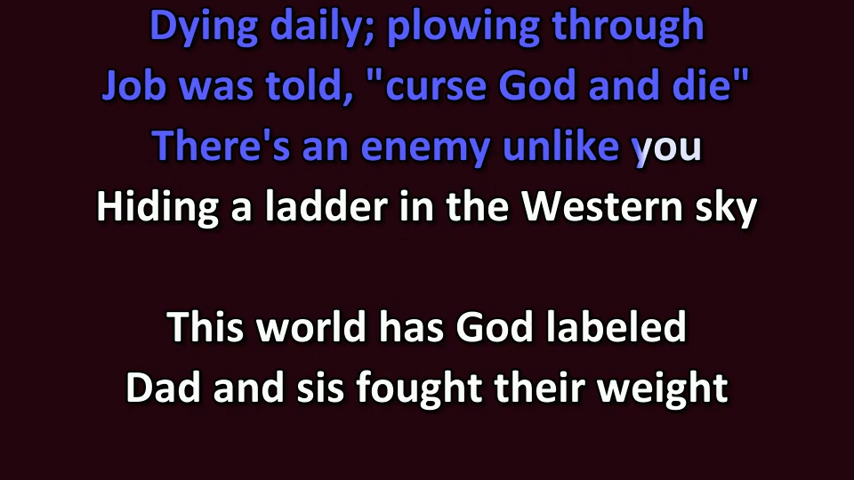 Dying daily; plowing through
Job was told, "curse God and die"
There's an enemy unlike you
Hiding a ladder in the Western sky
This world has God labeled
Dad and sis fought their weight